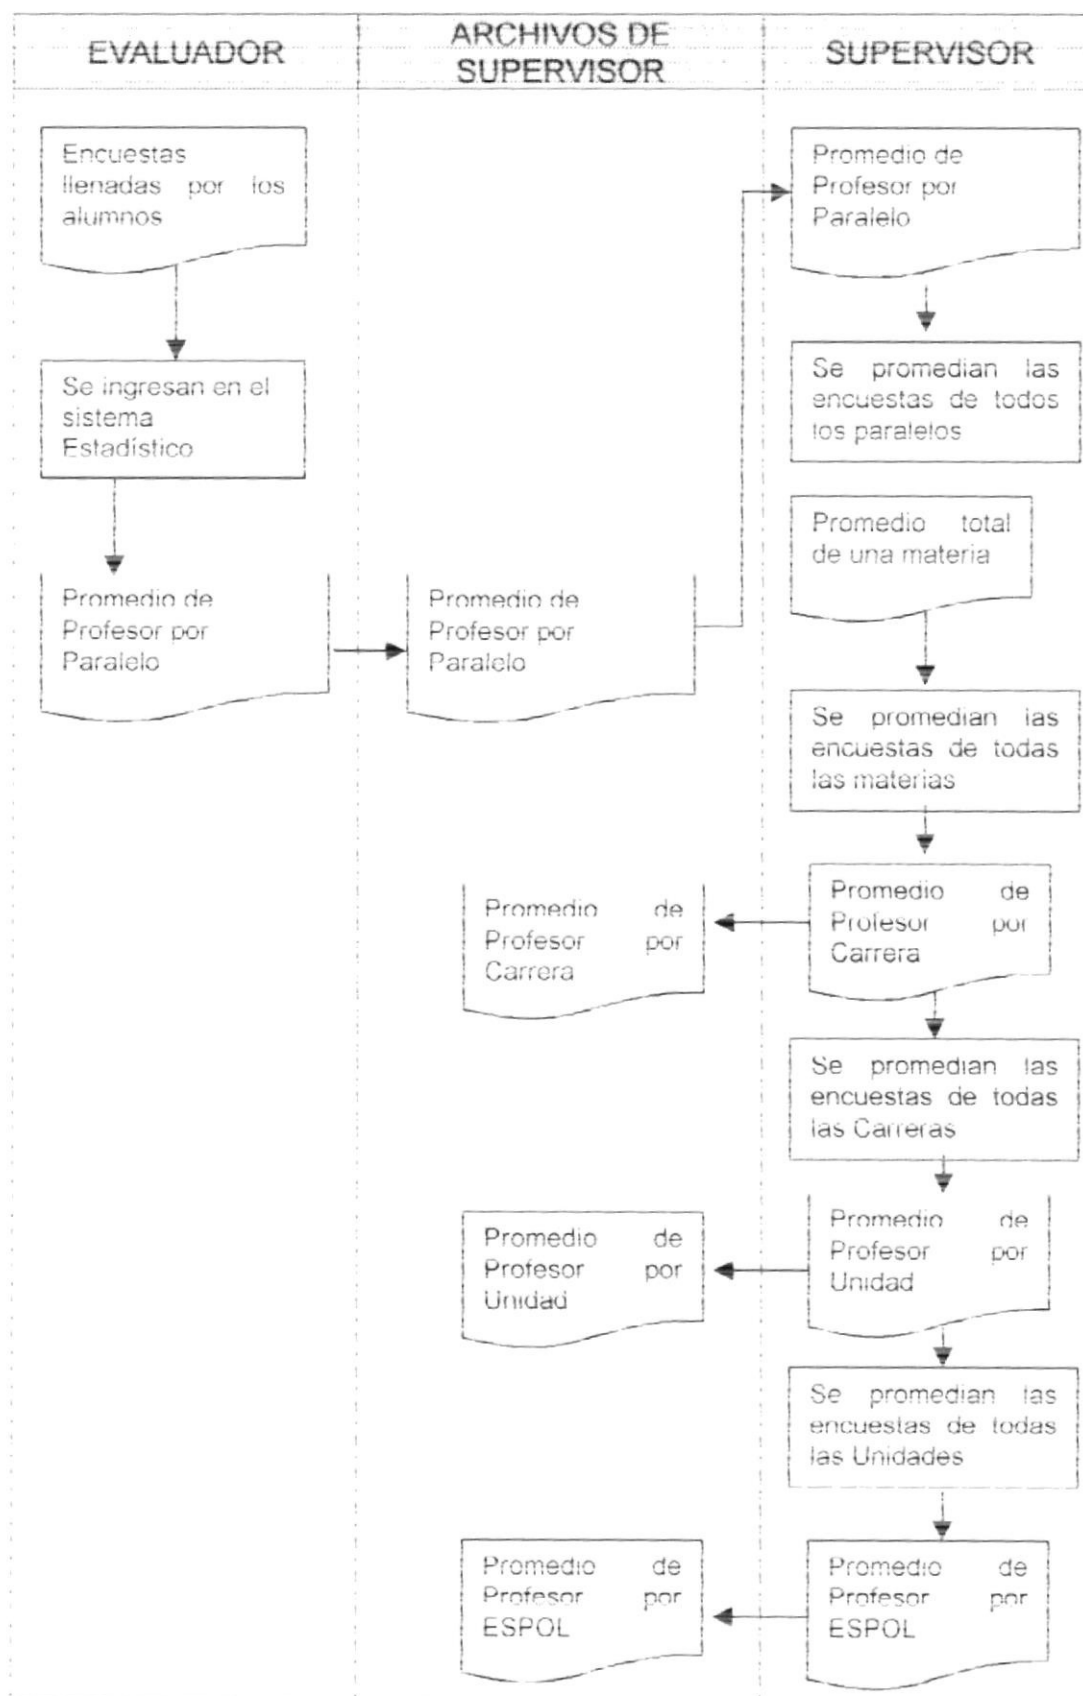 EVALUADOR
ARCHIVOS DE
SUPERVISOR
SUPERVISOR
Encuestas
llenadas por los
alumnos
Se ingresan en el
sistema
Estadístico
Promedio de
Profesor por
Paralelo
Promedio de
Profesor por
Paralelo
Promedio de
Profesor por
Paralelo
Se promedian las
encuestas de todos
los paralelos
Promedio total
de una materia
Se promedian las
encuestas de todas
las materias
Promedio de
Profesor por
Carrera
Promedio de
Profesor por
Carrera
Se promedian las
encuestas de todas
las Carreras
Promedio de
Profesor por
Unidad
Promedio de
Profesor por
Unidad
Se promedian las
encuestas de todas
las Unidades
Promedio de
Profesor por
ESPOL
Promedio de
Profesor por
ESPOL